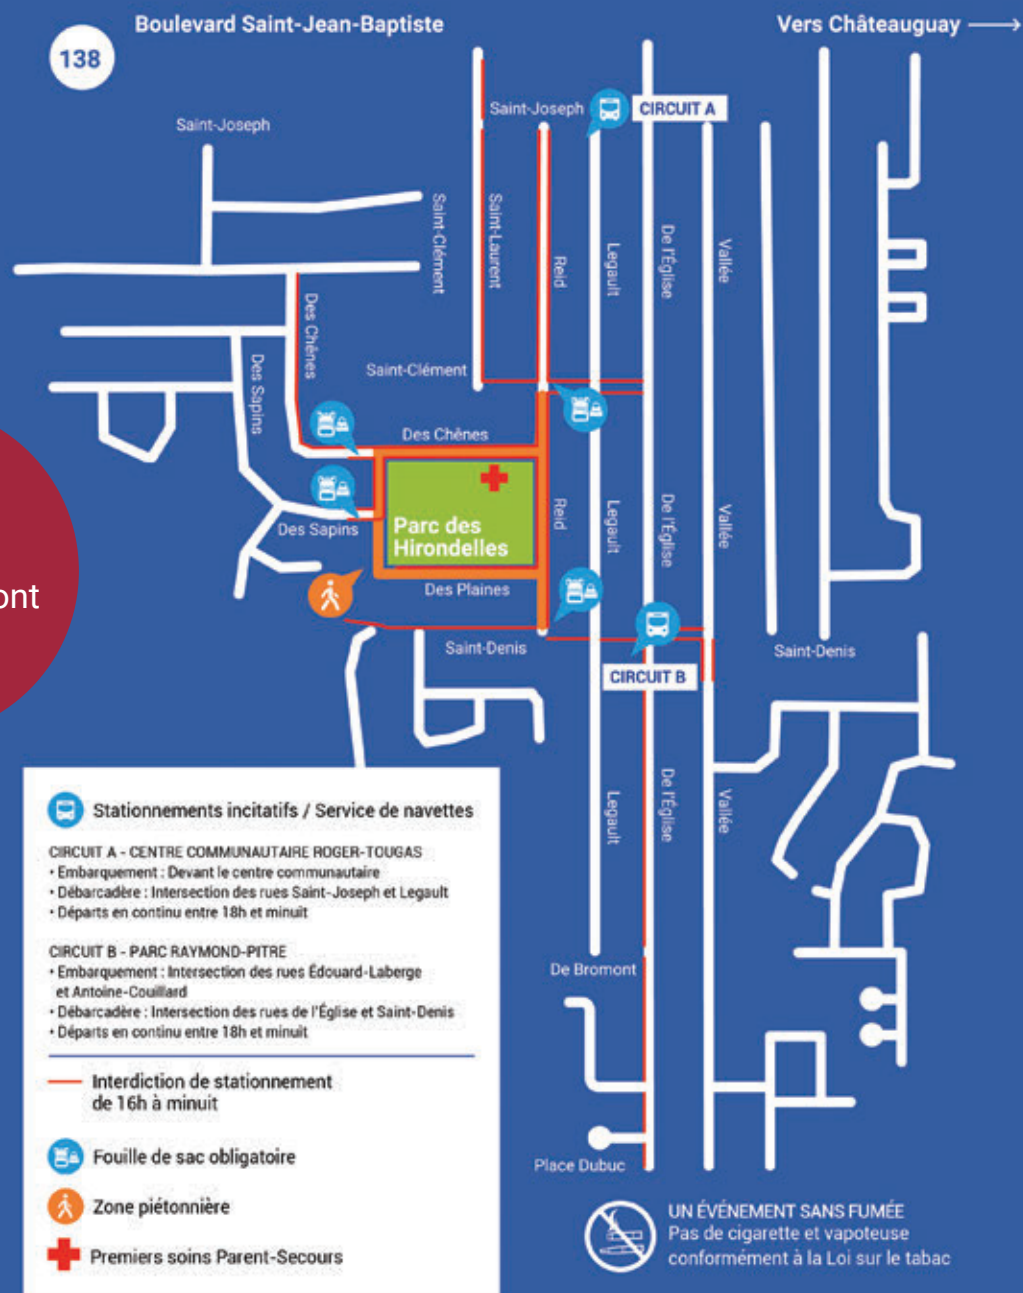 Boulevard Saint-Jean-Baptiste
Vers Châteauguay
138
Saint-Joseph
Saint-Joseph
CIRCUIT A
Saint-Clément
Saint-Laurent
Reid
Legault
De l'Église
Vallée
Des Chênes
Des Sapins
Saint-Clément
Des Chênes
Parc des
Hirondelles
Des Sapins
Reid
Legault
De l'Église
Vallée
Des Plaines
ont
Saint-Denis
Saint-Denis
CIRCUIT B
Legault
De l'Église
Vallée
De Bromont
Place Dubuc
Stationnements incitatifs / Service de navettes
CIRCUIT A - CENTRE COMMUNAUTAIRE ROGER-TOUGAS
• Embarquement : Devant le centre communautaire
• Débarcadère : Intersection des rues Saint-Joseph et Legault
• Départs en continu entre 18h et minuit
CIRCUIT B - PARC RAYMOND-PITRE
• Embarquement : Intersection des rues Édouard-Laberge
et Antoine-Couillard
• Débarcadère : Intersection des rues de l'Église et Saint-Denis
• Départs en continu entre 18h et minuit
Interdiction de stationnement
de 16h à minuit
Fouille de sac obligatoire
Zone piétonnière
Premiers soins Parent-Secours
UN ÉVÉNEMENT SANS FUMÉE
Pas de cigarette et vapoteuse
conformément à la Loi sur le tabac